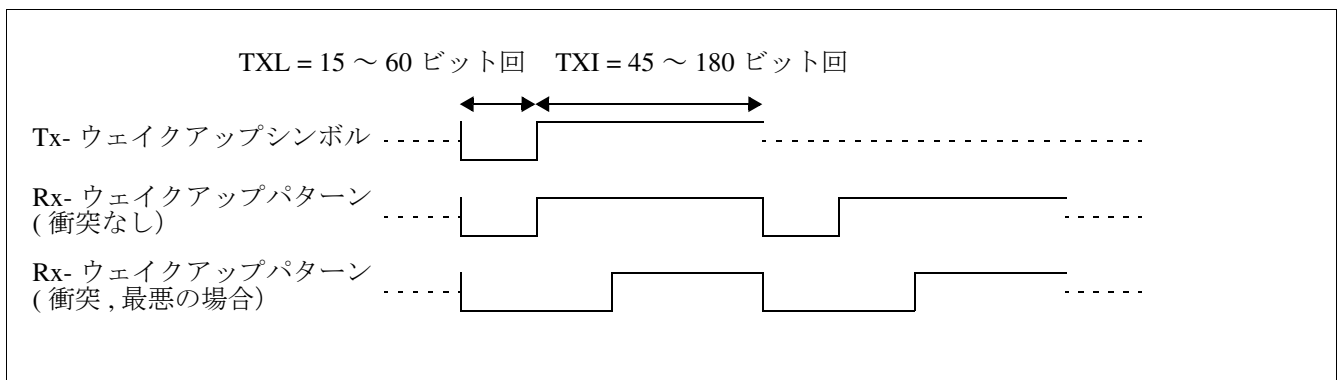 TXL = 15 ～ 60 ビット回 TXI = 45 ～ 180 ビット回
Tx- ウェイクアップシンボル
Rx- ウェイクアップパターン
( 衝突なし）
Rx- ウェイクアップパターン
( 衝突 , 最悪の場合）